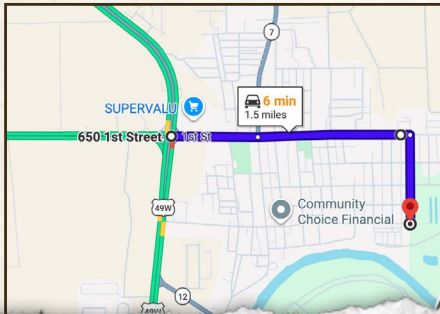 7
SUPERVALU
6 min
1.5 miles
650 1st Street
1st St
49W
Community
Choice Financial
12
49W